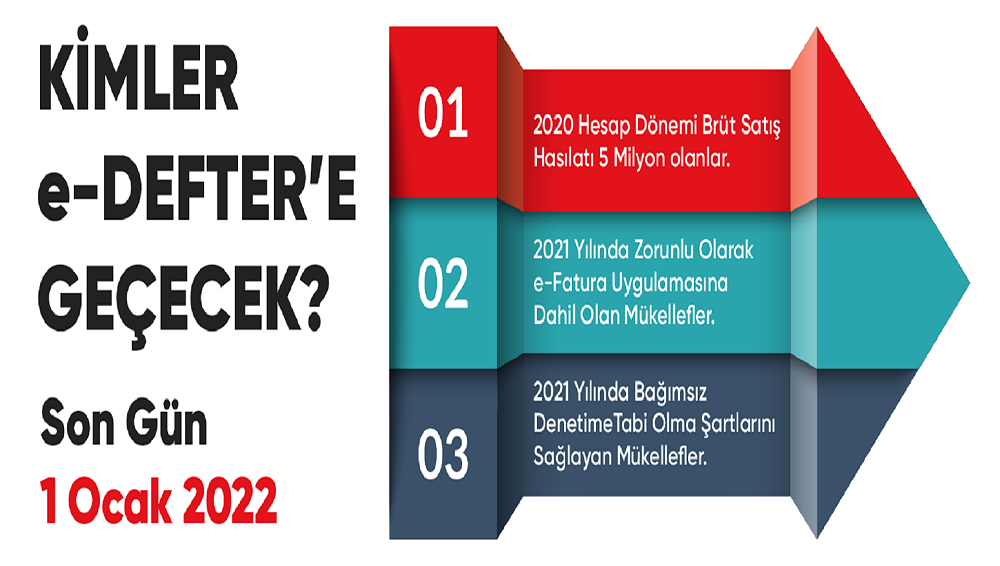 KİMLER
e-DEFTER'E
GEÇECEK?
Son Gün
1 Ocak 2022
01
2020 Hesap Dönemi Brüt Satış
Hasılatı 5 Milyon olanlar.
02
2021 Yılında Zorunlu Olarak
e-Fatura Uygulamasına
Dahil Olan Mükellefler.
03
2021 Yılında Bağımsız
DenetimeTabi Olma Şartlarını
Sağlayan Mükellefler.